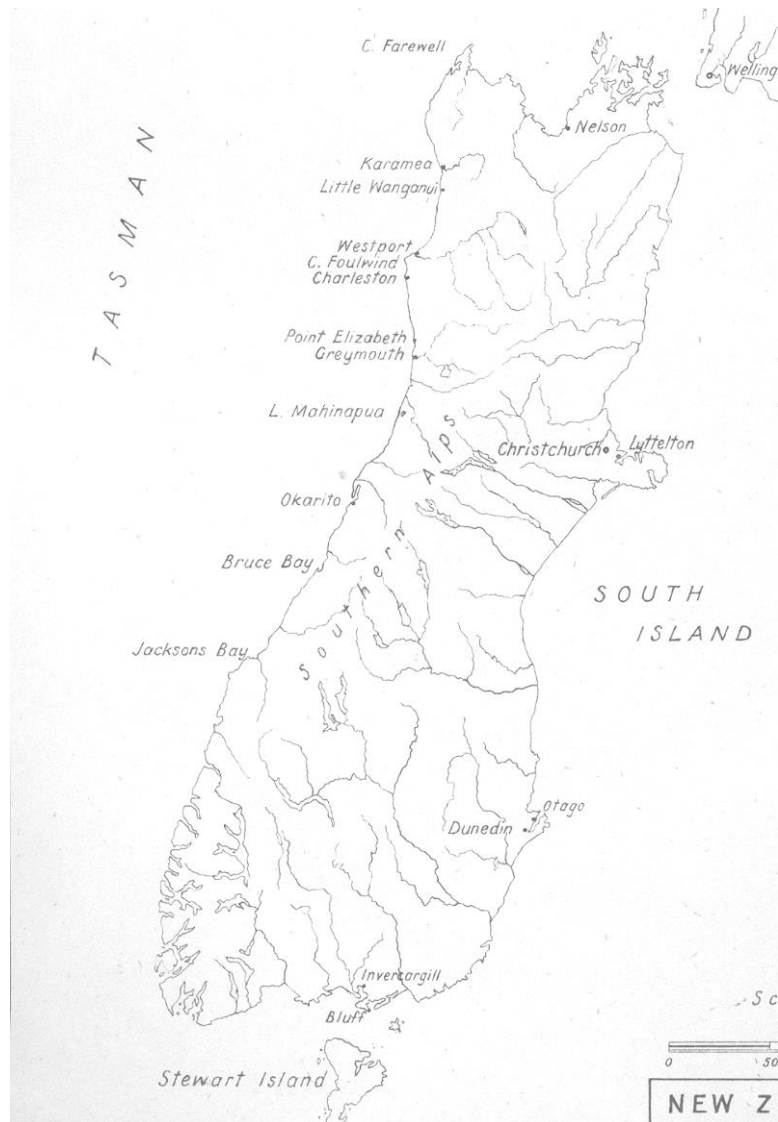 C. Farewell
Welling
Nelson
Karamea
Little Wanganui
TASMAN
Westport
C. Foulwind
Charleston
Point Elizabeth
Greymouth
L. Mahinapua
Christchurch
Lyttelton
Southern Alps
Okarito
Bruce Bay
SOUTH
ISLAND
Jacksons Bay
Otago
Dunedin
Invercargill
Bluff
Sc
Stewart Island
0 50
NEW Z